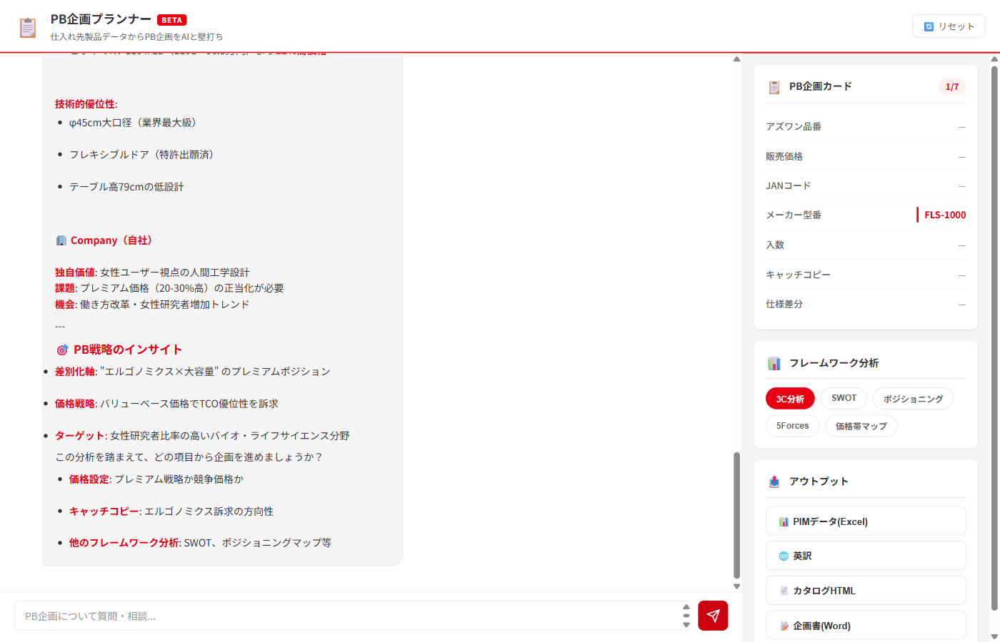 PB企画プランナー BETA
仕入れ先製品データからPB企画をAIと壁打ち
リセット
技術的優位性:
φ45cm大口径（業界最大級）
フレキシブルドア（特許出願済）
テーブル高79cmの低設計
Company（自社）
独自価値: 女性ユーザー視点の人間工学設計
課題: プレミアム価格（20-30%高）の正当化が必要
機会: 働き方改革・女性研究者増加トレンド
---
PB戦略のインサイト
差別化軸: "エルゴノミクス×大容量" のプレミアムポジション
価格戦略: バリューベース価格でTCO優位性を訴求
ターゲット: 女性研究者比率の高いバイオ・ライフサイエンス分野
この分析を踏まえて、どの項目から企画を進めましょうか？
価格設定: プレミアム戦略か競争価格か
キャッチコピー: エルゴノミクス訴求の方向性
他のフレームワーク分析: SWOT、ポジショニングマップ等
PB企画について質問・相談...
PB企画カード 1/7
アズワン品番 —
販売価格 —
JANコード —
メーカー型番 FLS-1000
入数 —
キャッチコピー —
仕様差分 —
フレームワーク分析
3C分析 SWOT ポジショニング
5Forces 価格帯マップ
アウトプット
PIMデータ(Excel)
英訳
カタログHTML
企画書(Word)